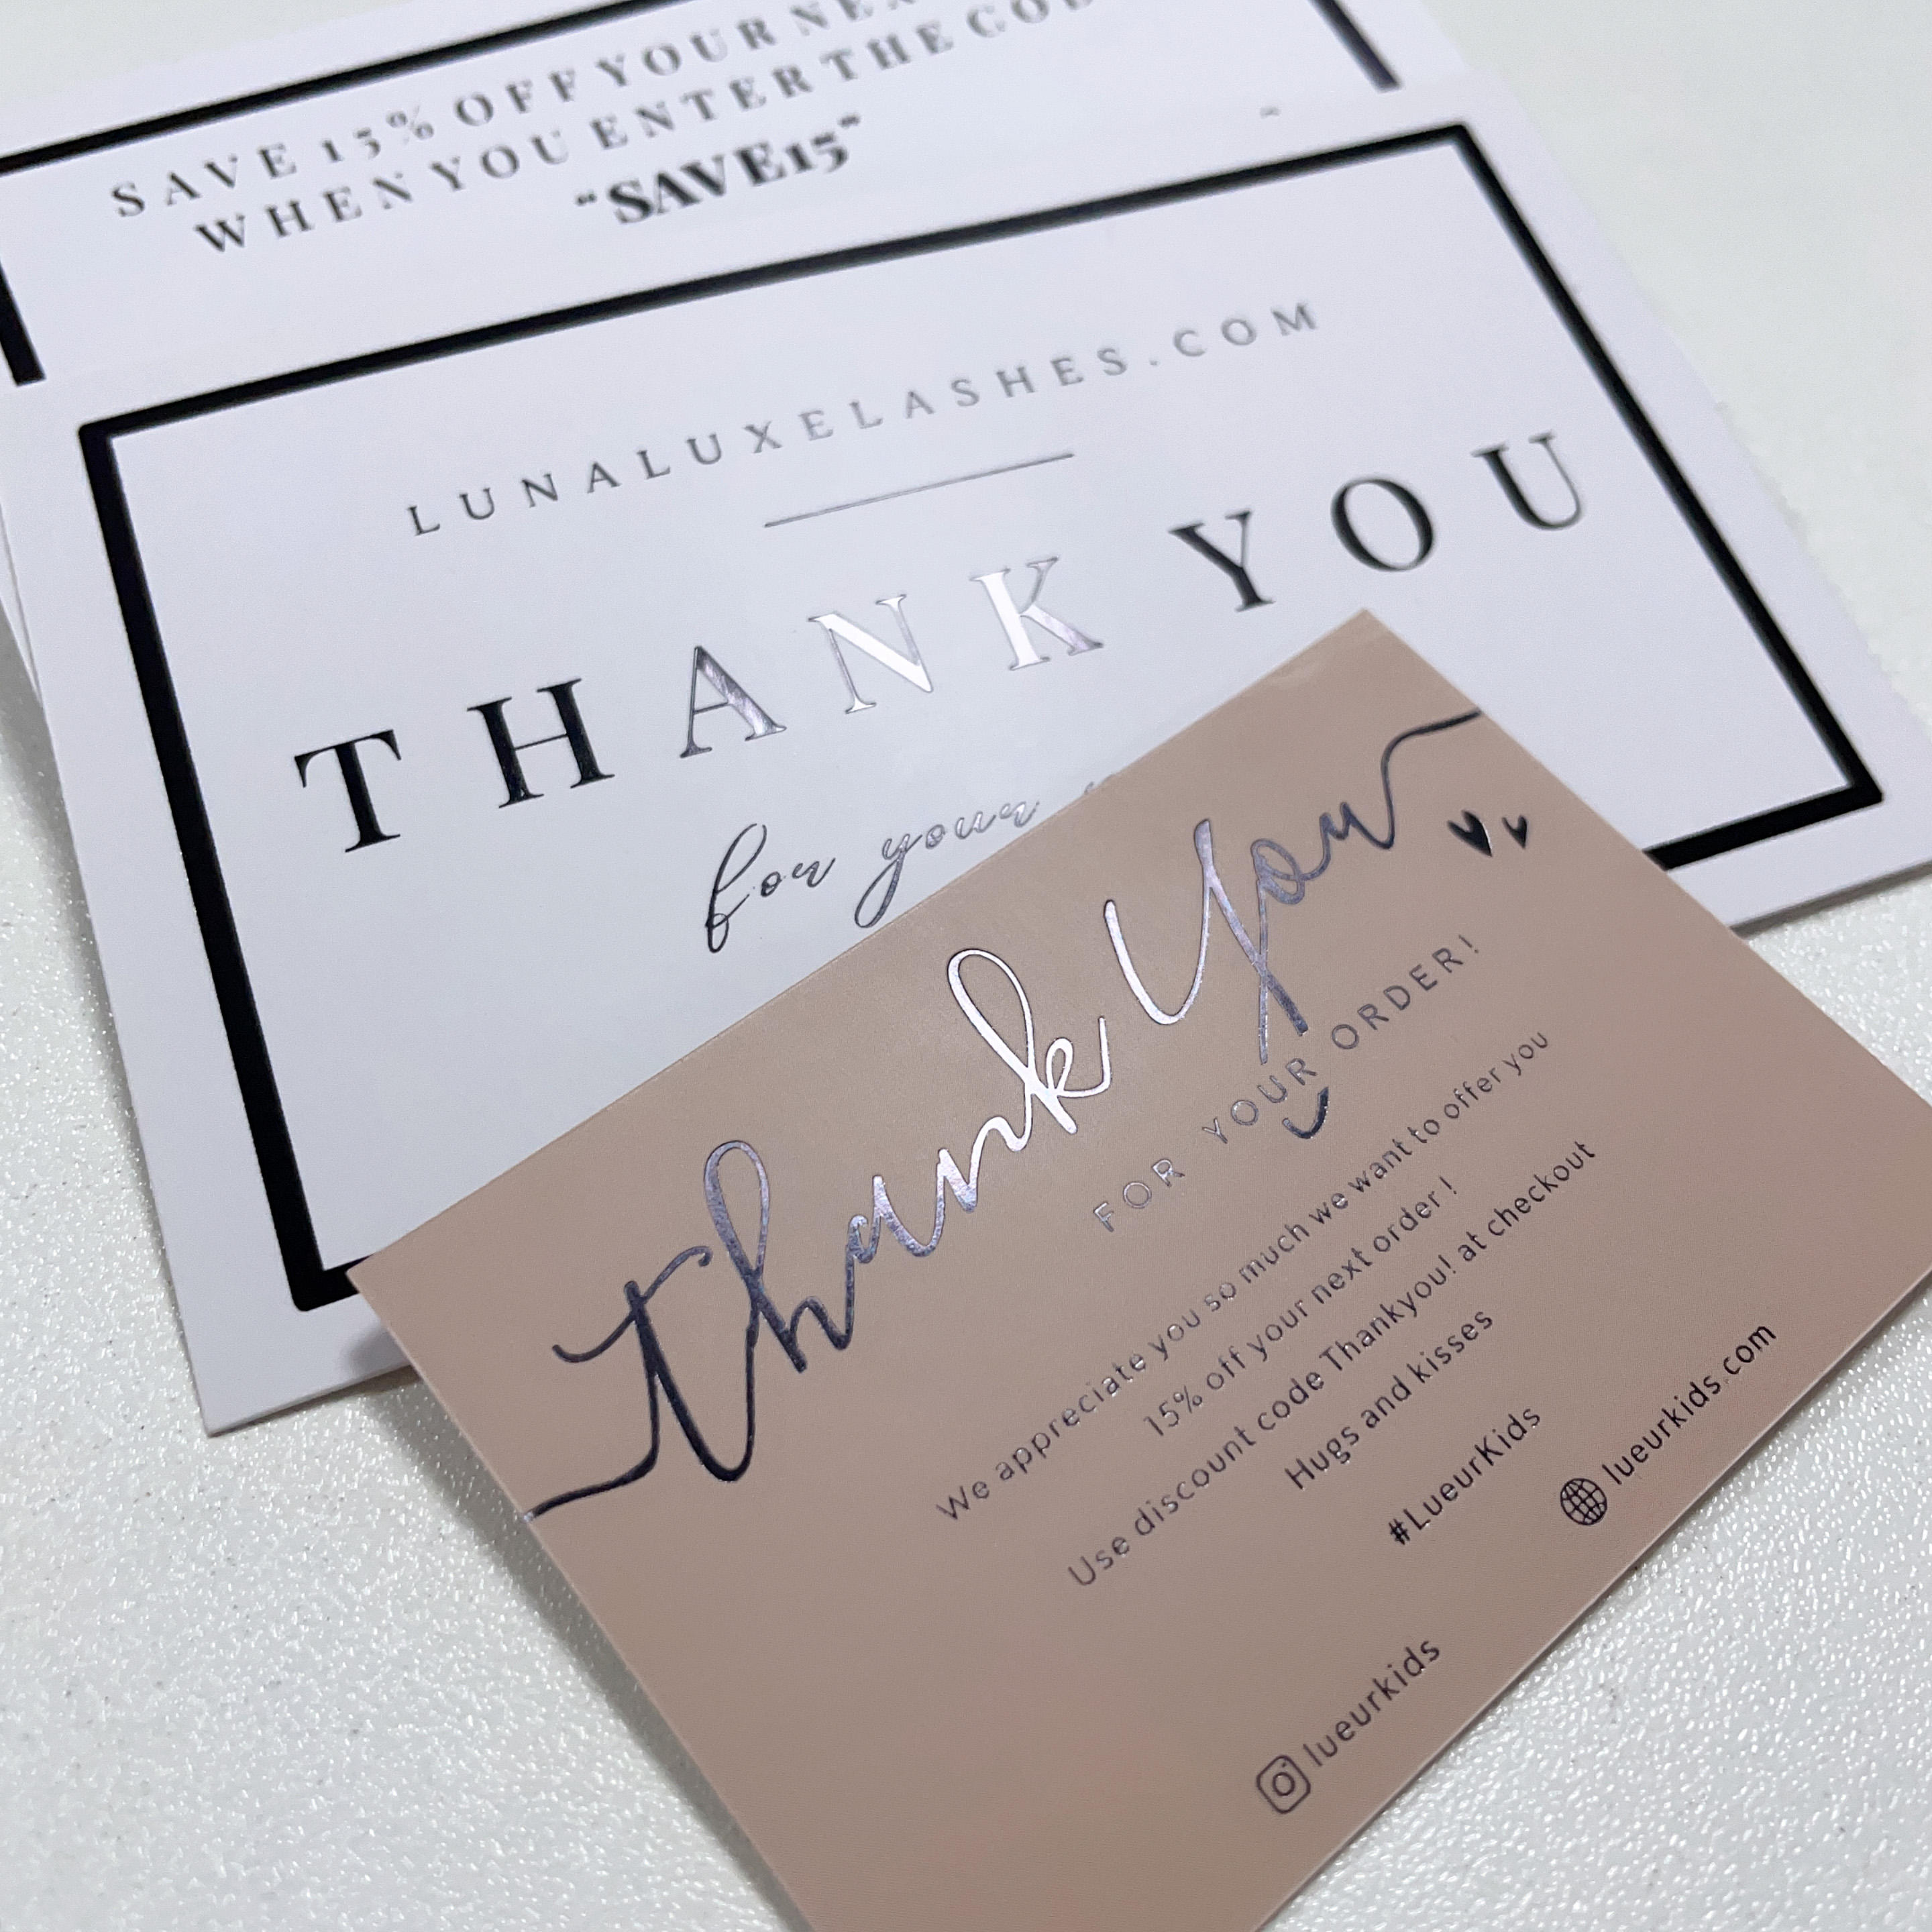 SAVE 15% OFF YOUR
WHEN YOU ENTER THE
"SAVE15"
LUNALUXELASHES.COM
THANK YOU
for your
Thank You
FOR YOUR ORDER!
We appreciate you so much we want to offer you
15% off your next order !
Use discount code Thankyou! at checkout
Hugs and kisses
#LueurKids
lueurkids
lueurkids.com